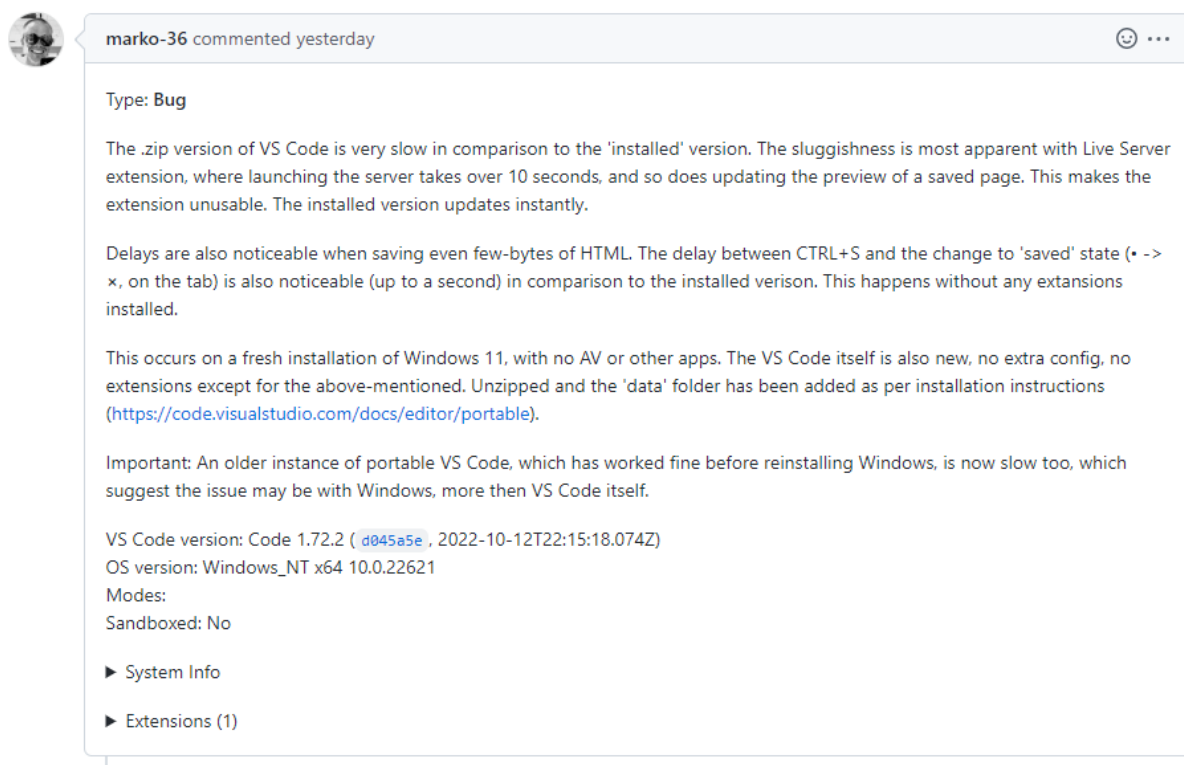 marko-36 commented yesterday
Type: Bug
The .zip version of VS Code is very slow in comparison to the 'installed' version. The sluggishness is most apparent with Live Server
extension, where launching the server takes over 10 seconds, and so does updating the preview of a saved page. This makes the
extension unusable. The installed version updates instantly.
Delays are also noticeable when saving even few-bytes of HTML. The delay between CTRL+S and the change to 'saved' state (• ->
×, on the tab) is also noticeable (up to a second) in comparison to the installed verison. This happens without any extansions
installed.
This occurs on a fresh installation of Windows 11, with no AV or other apps. The VS Code itself is also new, no extra config, no
extensions except for the above-mentioned. Unzipped and the 'data' folder has been added as per installation instructions
(https://code.visualstudio.com/docs/editor/portable).
Important: An older instance of portable VS Code, which has worked fine before reinstalling Windows, is now slow too, which
suggest the issue may be with Windows, more then VS Code itself.
VS Code version: Code 1.72.2 (d045a5e, 2022-10-12T22:15:18.074Z)
OS version: Windows_NT x64 10.0.22621
Modes:
Sandboxed: No
▶ System Info
▶ Extensions (1)